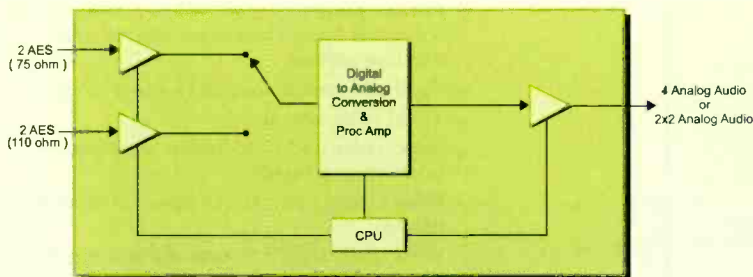 2 AES
( 75 ohm )
2 AES
(110 ohm)
Digital
to Analog
Conversion
&
Proc Amp
CPU
4 Analog Audio
or
2x2 Analog Audio